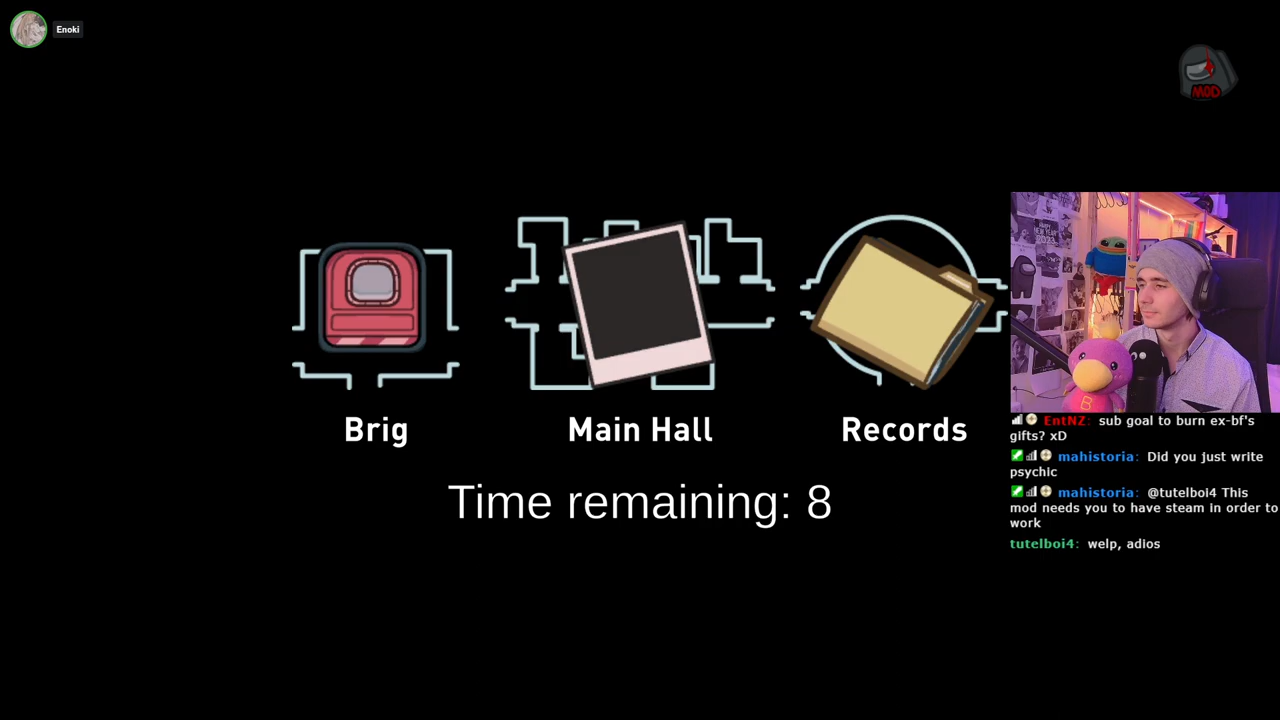 Enoki
MOD
Brig
Main Hall
Records
Time remaining: 8
EntNZ: sub goal to burn ex-bf's
gifts? xD
mahistoria: Did you just write
psychic
mahistoria: @tutelboi4 This
mod needs you to have steam in order to
work
tutelboi4: welp, adios